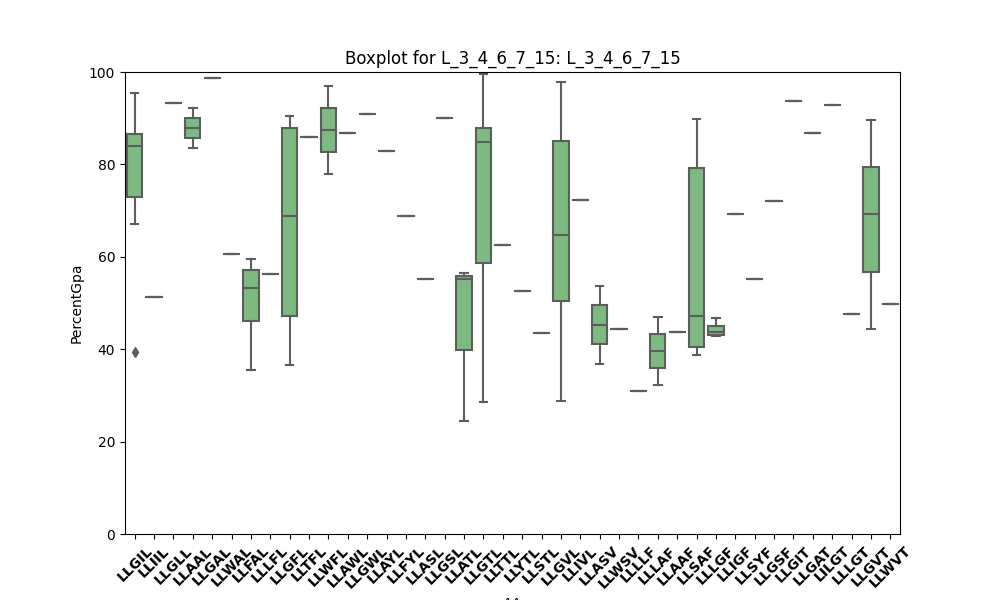 Boxplot for L_3_4_6_7_15: L_3_4_6_7_15
PercentGpa
100
80
60
40
20
0
LLGIL
LLIIL
LLGLL
LLAAL
LLGAL
LLWAL
LLFAL
LLLFL
LLGFL
LLTFL
LLWFL
LLAWL
LLGWL
LLAYL
LLFYL
LLASL
LLGSL
LLATL
LLGTL
LLTTL
LLYTL
LLSTL
LLGVL
LLIVL
LLASV
LLWSV
LLLLF
LLLAF
LLAAF
LLSAF
LLLGF
LLIGF
LLSYF
LLGSF
LLGIT
LLGAT
LILGT
LLLGT
LLGVT
LLWVT